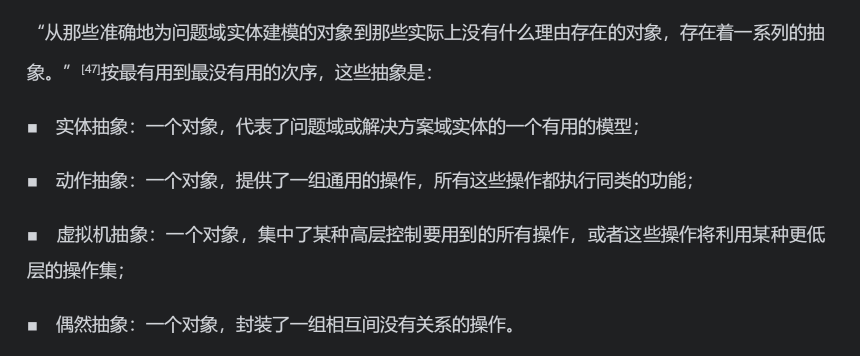 “从那些准确地为问题域实体建模的对象到那些实际上没有什么理由存在的对象，存在着一系列的抽
象。”[47]按最有用到最没有用的次序，这些抽象是：
■ 实体抽象：一个对象，代表了问题域或解决方案域实体的一个有用的模型；
■ 动作抽象：一个对象，提供了一组通用的操作，所有这些操作都执行同类的功能；
■ 虚拟机抽象：一个对象，集中了某种高层控制要用到的所有操作，或者这些操作将利用某种更低
层的操作集；
■ 偶然抽象：一个对象，封装了一组相互间没有关系的操作。